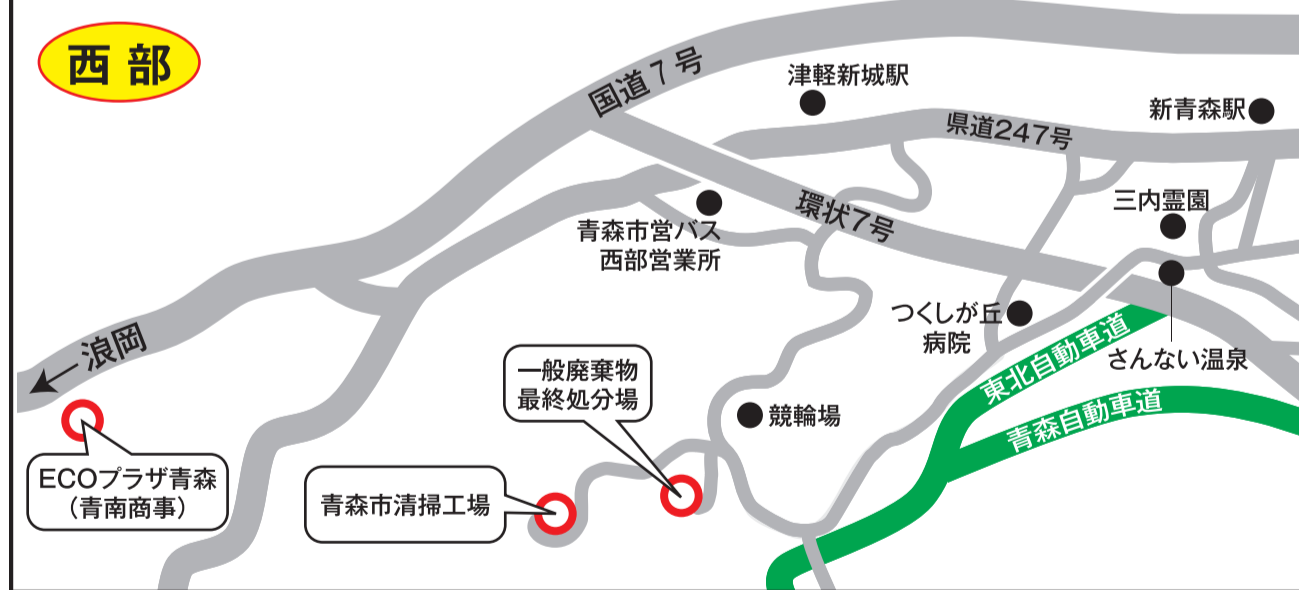 西部
国道7号
津軽新城駅
新青森駅
県道247号
三内霊園
環状7号
青森市営バス
西部営業所
つくしが丘
病院
さんない温泉
←浪岡
東北自動車道
青森自動車道
一般廃棄物
最終処分場
競輪場
ECOプラザ青森
（青南商事）
青森市清掃工場